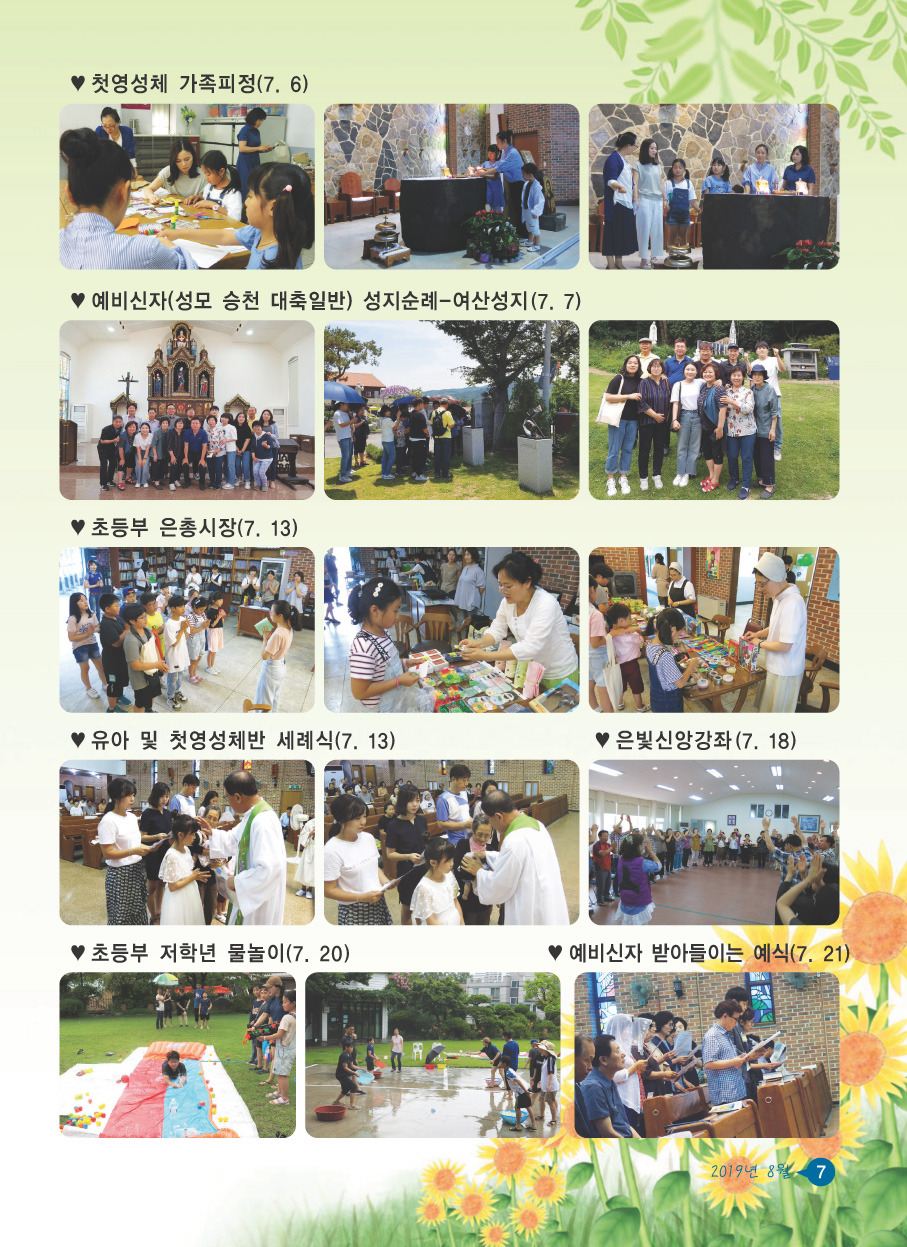 ♥ 첫영성체 가족피정(7. 6)
♥ 예비신자(성모 승천 대축일반) 성지순례-여산성지(7. 7)
♥ 초등부 은총시장(7. 13)
♥ 유아 및 첫영성체반 세례식(7. 13)
♥ 은빛신앙강좌(7. 18)
♥ 초등부 저학년 물놀이(7. 20)
♥ 예비신자 받아들이는 예식(7. 21)
2019년 8월 7